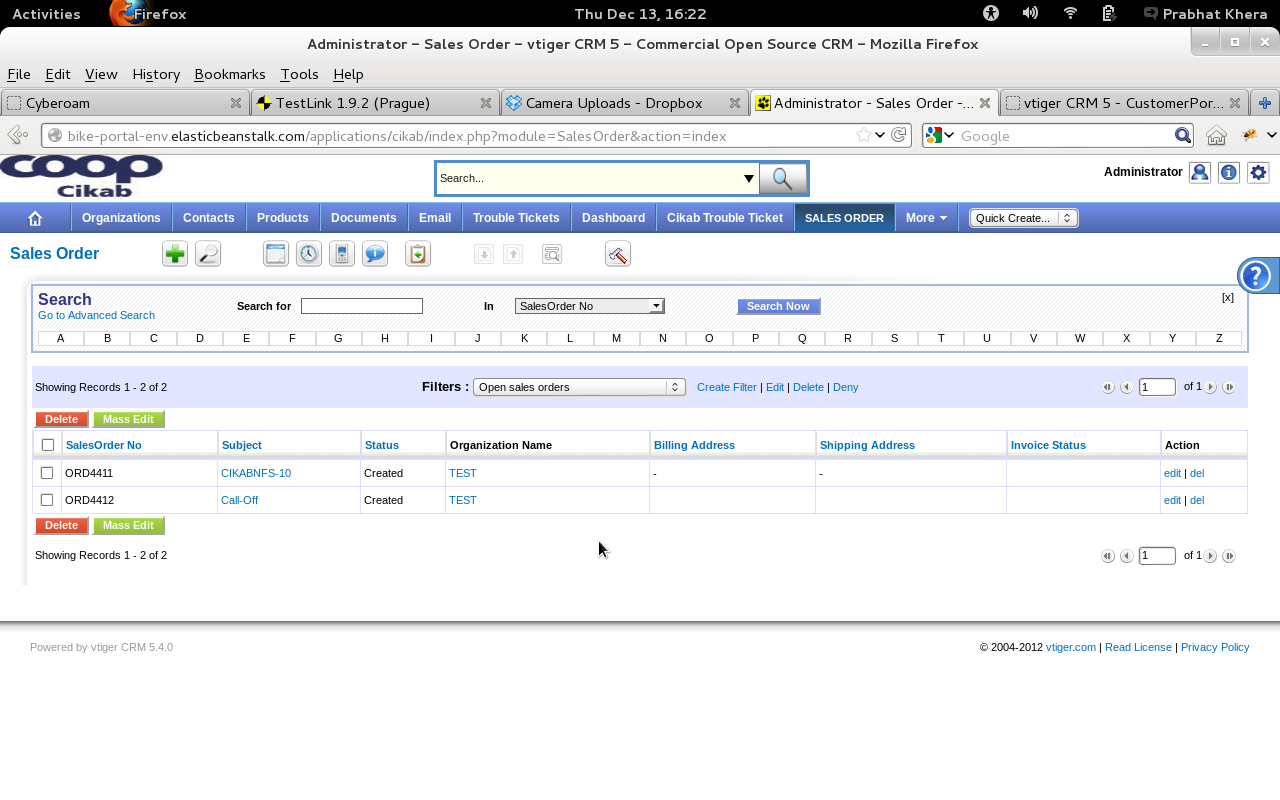 Activities Firefox Thu Dec 13, 16:22 Prabhat Khera
Administrator – Sales Order – vtiger CRM 5 – Commercial Open Source CRM – Mozilla Firefox
File Edit View History Bookmarks Tools Help
Cyberoam TestLink 1.9.2 (Prague) Camera Uploads - Dropbox Administrator - Sales Order -... vtiger CRM 5 - CustomerPor...
bike-portal-env.elasticbeanstalk.com/applications/cikab/index.php?module=SalesOrder&action=index Google
coop
Cikab
Search...
Administrator
Organizations Contacts Products Documents Email Trouble Tickets Dashboard Cikab Trouble Ticket SALES ORDER More Quick Create...
Sales Order
Search
Go to Advanced Search
Search for In SalesOrder No Search Now [x]
A B C D E F G H I J K L M N O P Q R S T U V W X Y Z
Showing Records 1 - 2 of 2 Filters : Open sales orders Create Filter | Edit | Delete | Deny 1 of 1
Delete Mass Edit
SalesOrder No Subject Status Organization Name Billing Address Shipping Address Invoice Status Action
ORD4411 CIKABNFS-10 Created TEST - - edit | del
ORD4412 Call-Off Created TEST edit | del
Delete Mass Edit
Showing Records 1 - 2 of 2 1 of 1
Powered by vtiger CRM 5.4.0 © 2004-2012 vtiger.com | Read License | Privacy Policy